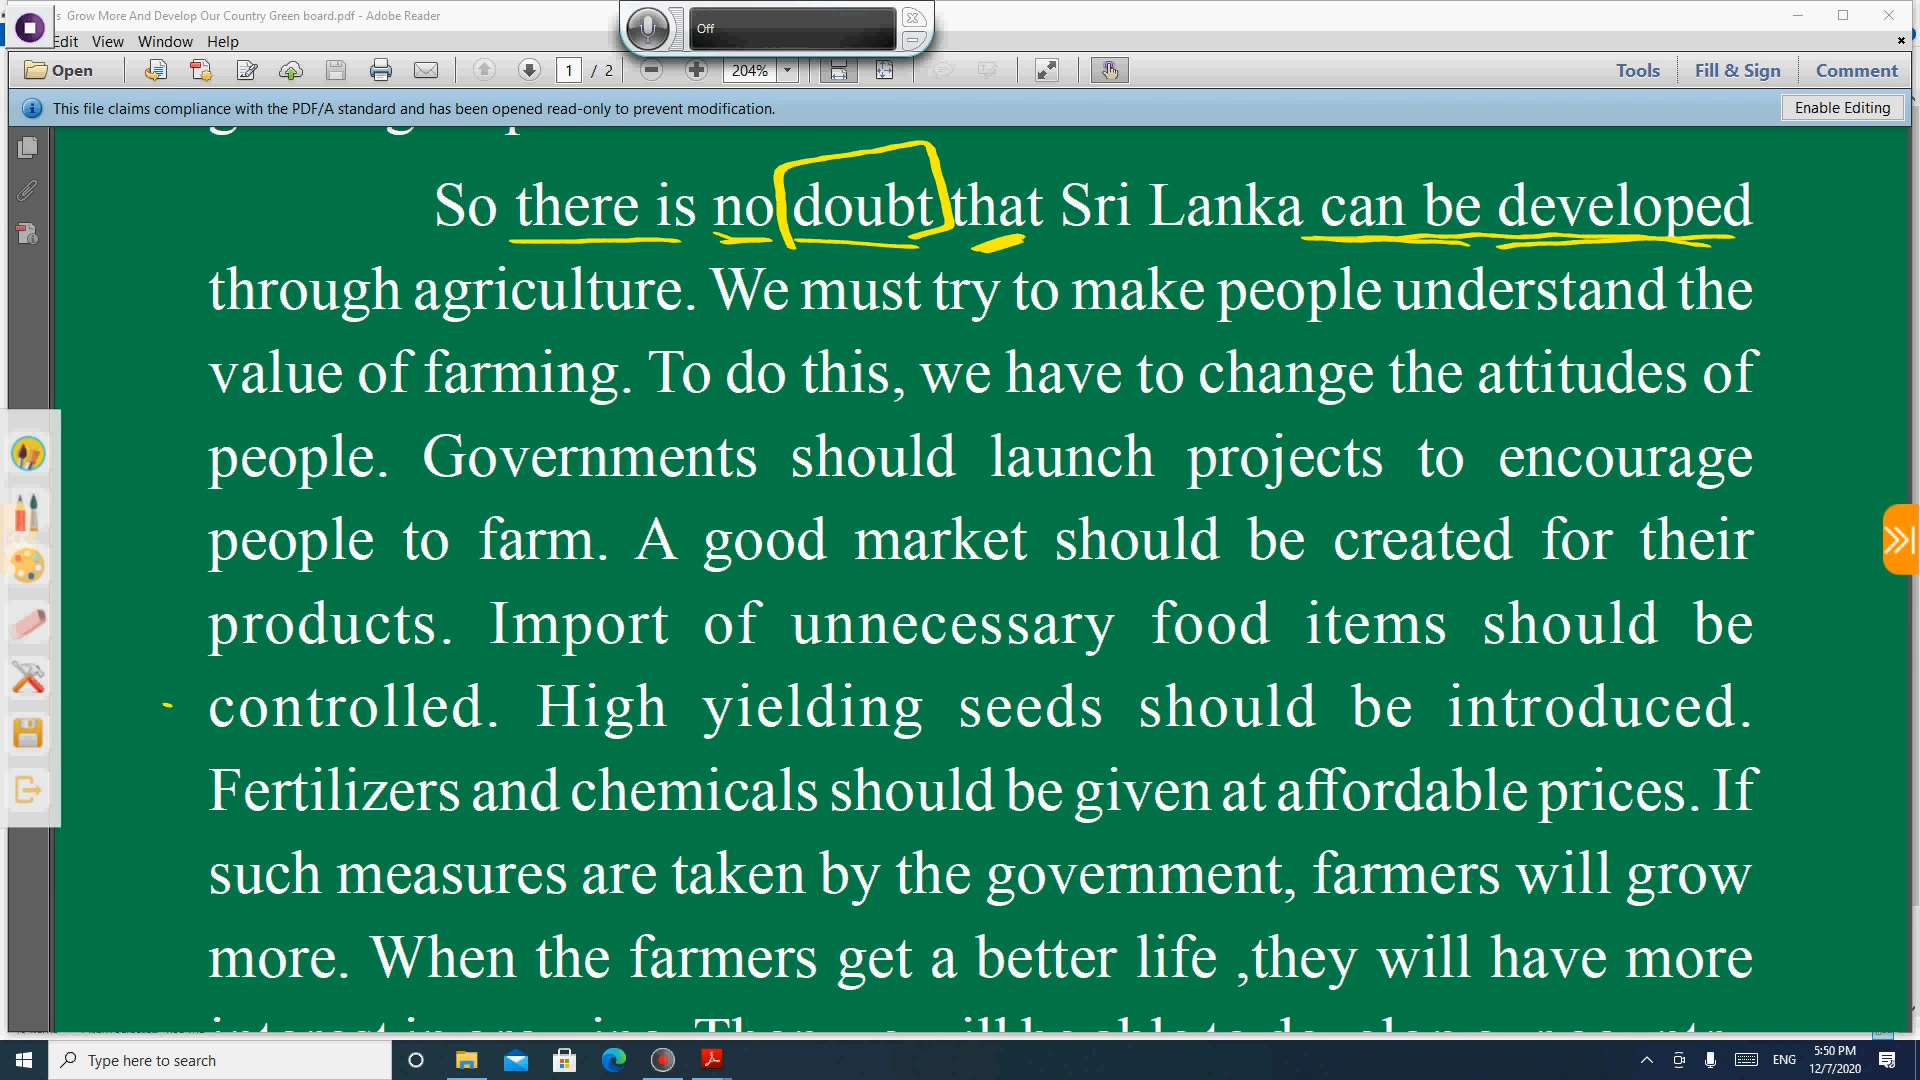 s Grow More And Develop Our Country Green board.pdf - Adobe Reader
Off
Edit View Window Help
Open
1 / 2
204%
Tools Fill & Sign Comment
This file claims compliance with the PDF/A standard and has been opened read-only to prevent modification.
Enable Editing
So there is no doubt that Sri Lanka can be developed
through agriculture. We must try to make people understand the
value of farming. To do this, we have to change the attitudes of
people. Governments should launch projects to encourage
people to farm. A good market should be created for their
products. Import of unnecessary food items should be
controlled. High yielding seeds should be introduced.
Fertilizers and chemicals should be given at affordable prices. If
such measures are taken by the government, farmers will grow
more. When the farmers get a better life ,they will have more
Type here to search
ENG
5:50 PM
12/7/2020